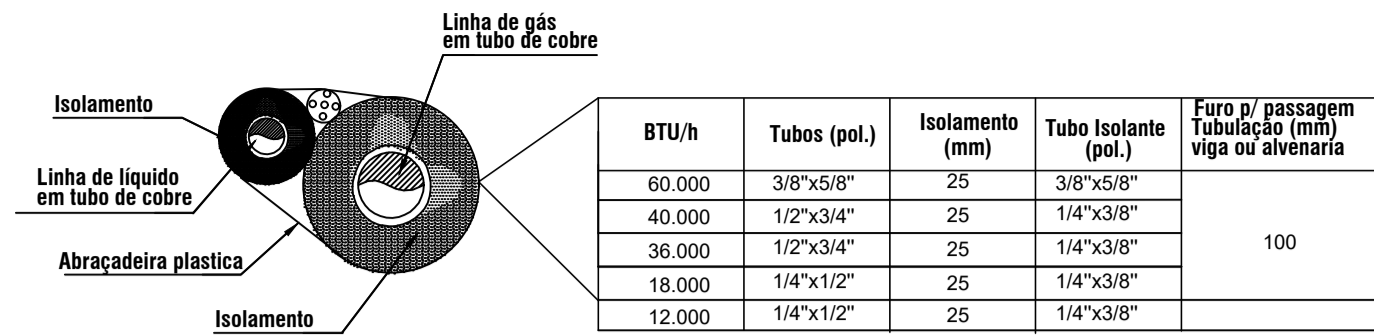 Linha de gás
em tubo de cobre
Isolamento
Linha de líquido
em tubo de cobre
Abraçadeira plastica
Isolamento
BTU/h Tubos (pol.) Isolamento (mm) Tubo Isolante (pol.) Furo p/ passagem Tubulação (mm) viga ou alvenaria
60.000 3/8"x5/8" 25 3/8"x5/8"
40.000 1/2"x3/4" 25 1/4"x3/8"
36.000 1/2"x3/4" 25 1/4"x3/8" 100
18.000 1/4"x1/2" 25 1/4"x3/8"
12.000 1/4"x1/2" 25 1/4"x3/8"